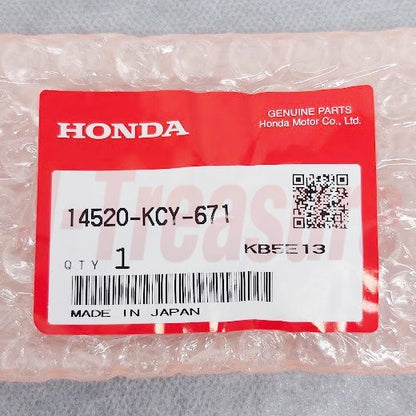 GENUINE PARTS
Honda Motor Co., Ltd.
HONDA
14520-KCY-671
KB5E13
QTY 1
MADE IN JAPAN